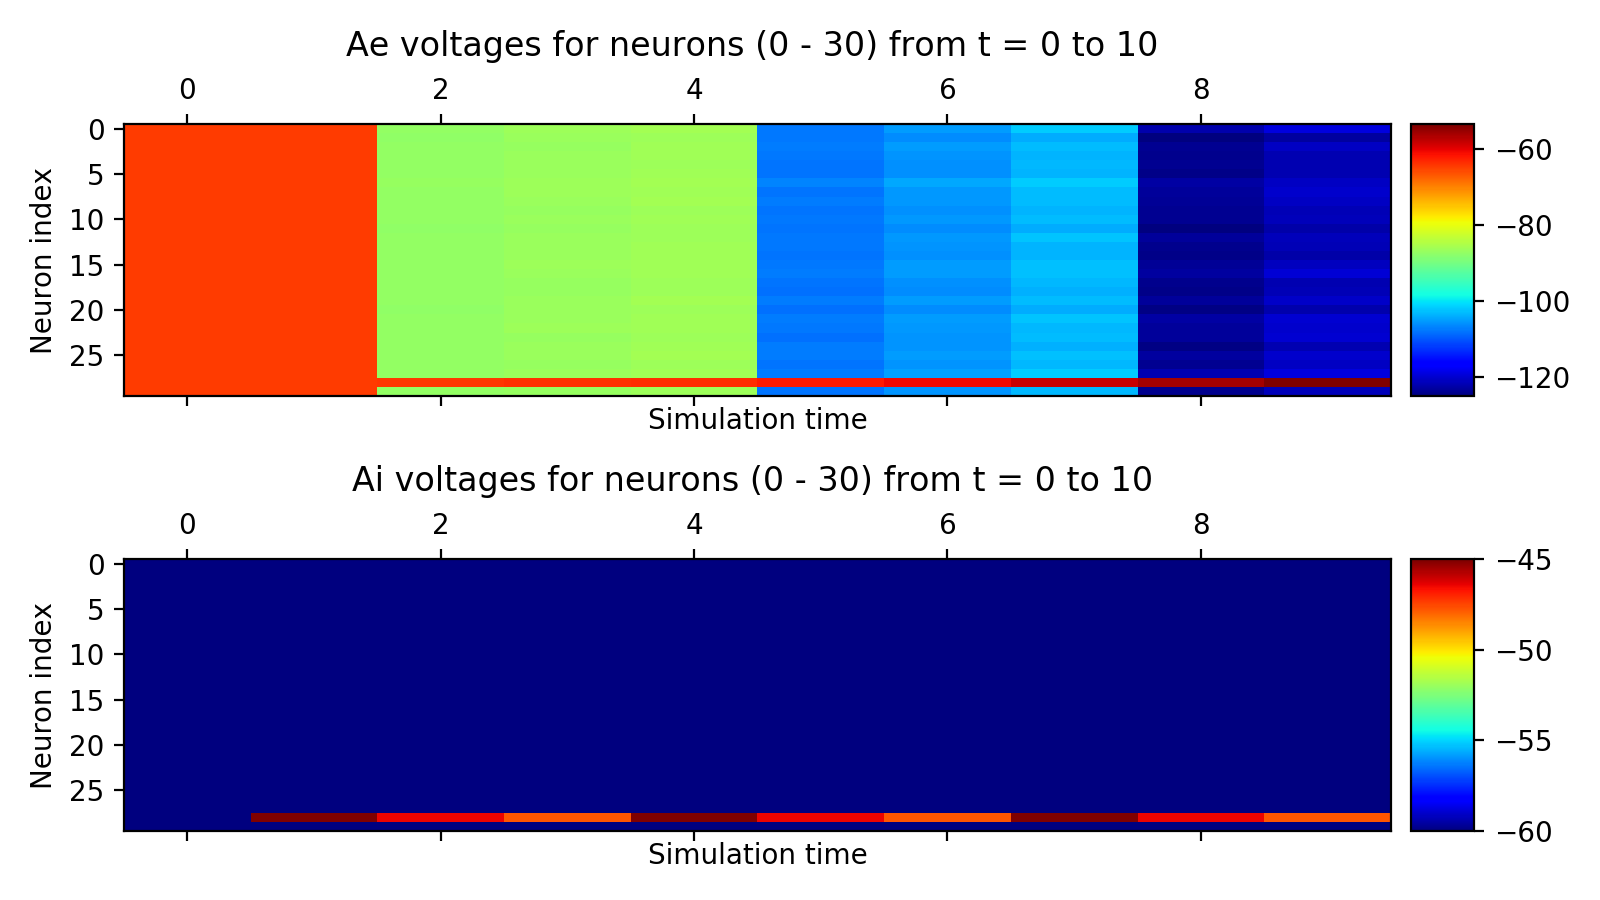 Ae voltages for neurons (0 - 30) from t = 0 to 10
0 2 4 6 8
Neuron index
0
5
10
15
20
25
−60
−80
−100
−120
Simulation time
Ai voltages for neurons (0 - 30) from t = 0 to 10
0 2 4 6 8
Neuron index
0
5
10
15
20
25
−45
−50
−55
−60
Simulation time